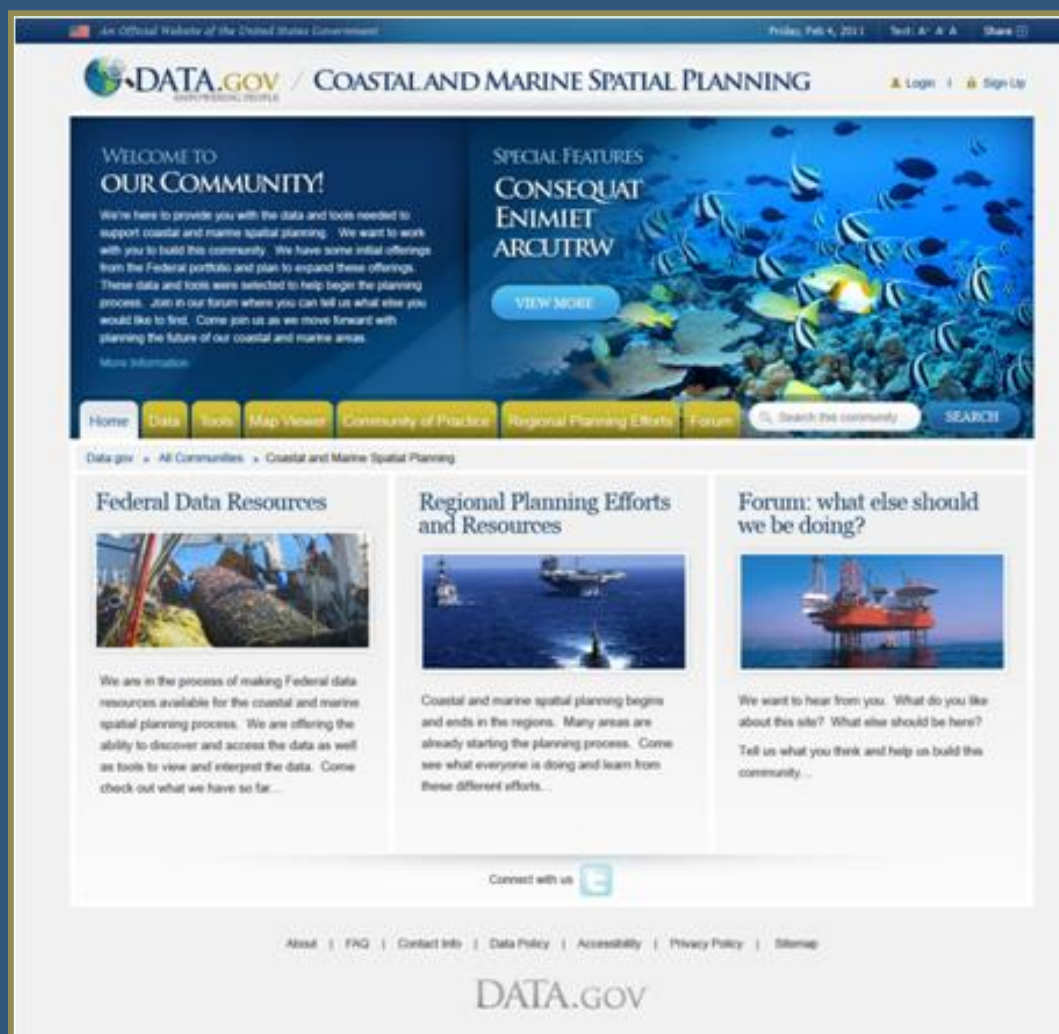 An Official Website of the United States Government
Friday, Feb 4, 2011
Text: A+ A- A
Share
DATA.GOV / COASTAL AND MARINE SPATIAL PLANNING
EMPOWERING PEOPLE
Login | Sign Up
WELCOME TO
OUR COMMUNITY!
We're here to provide you with the data and tools needed to
support coastal and marine spatial planning. We want to work
with you to build this community. We have some initial offerings
from the Federal portfolio and plan to expand these offerings.
These data and tools were selected to help begin the planning
process. Join in our forum where you can tell us what else you
would like to find. Come join us as we move forward with
planning the future of our coastal and marine areas.
More Information
SPECIAL FEATURES
CONSEQUAT
ENIMIET
ARCUTRW
VIEW MORE
Home
Data
Tools
Map Viewer
Community of Practice
Regional Planning Efforts
Forum
Search this community
SEARCH
Data.gov » All Communities » Coastal and Marine Spatial Planning
Federal Data Resources
We are in the process of making Federal data
resources available for the coastal and marine
spatial planning process. We are offering the
ability to discover and access the data as well
as tools to view and interpret the data. Come
check out what we have so far...
Regional Planning Efforts
and Resources
Coastal and marine spatial planning begins
and ends in the regions. Many areas are
already starting the planning process. Come
see what everyone is doing and learn from
these different efforts...
Forum: what else should
we be doing?
We want to hear from you. What do you like
about this site? What else should be here?
Tell us what you think and help us build this
community...
Connect with us
About | FAQ | Contact Info | Data Policy | Accessibility | Privacy Policy | Sitemap
DATA.GOV